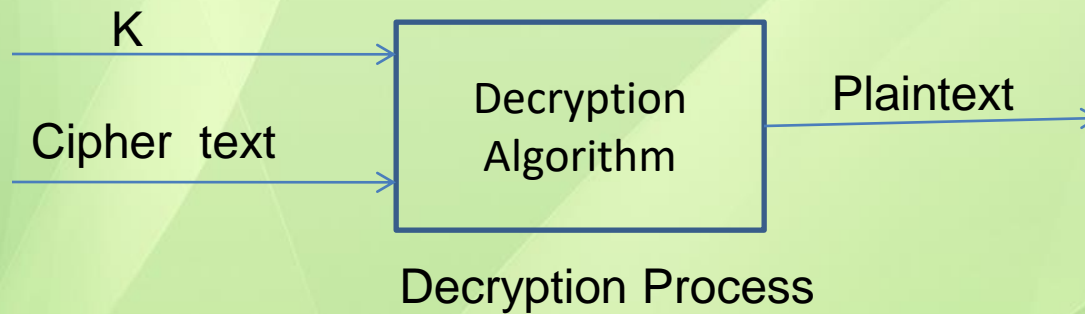 K
Cipher text
Decryption
Algorithm
Plaintext
Decryption Process